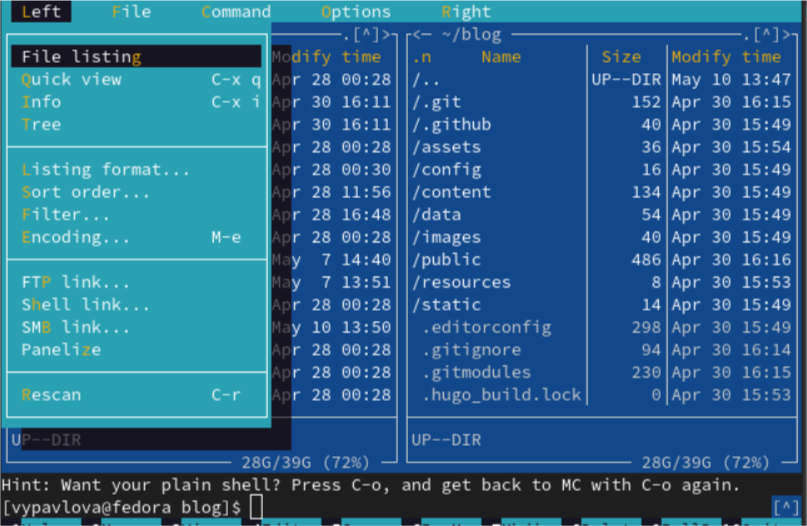 Left File Command Options Right
.[^]> <─ ~/blog .[^]>
File listing Modify time .n Name Size Modify time
Quick view C-x q Apr 28 00:28 /.. UP--DIR May 10 13:47
Info C-x i Apr 30 16:11 /.git 152 Apr 30 16:15
Tree Apr 30 16:11 /.github 40 Apr 30 15:49
Apr 28 00:28 /assets 36 Apr 30 15:54
Listing format... Apr 28 00:30 /config 16 Apr 30 15:49
Sort order... Apr 28 11:56 /content 134 Apr 30 15:49
Filter... Apr 28 16:48 /data 54 Apr 30 15:49
Encoding... M-e Apr 28 00:28 /images 40 Apr 30 15:49
May 7 14:40 /public 486 Apr 30 16:16
FTP link... May 7 13:51 /resources 8 Apr 30 15:53
Shell link... Apr 28 00:28 /static 14 Apr 30 15:49
SMB link... May 10 13:50 .editorconfig 298 Apr 30 15:49
Panelize Apr 28 00:28 .gitignore 94 Apr 30 16:14
Apr 28 00:28 .gitmodules 230 Apr 30 16:15
Rescan C-r Apr 28 00:28 .hugo_build.lock 0 Apr 30 15:53
UP--DIR UP--DIR
28G/39G (72%) 28G/39G (72%)
Hint: Want your plain shell? Press C-o, and get back to MC with C-o again.
[vypavlova@fedora blog]$ [^]